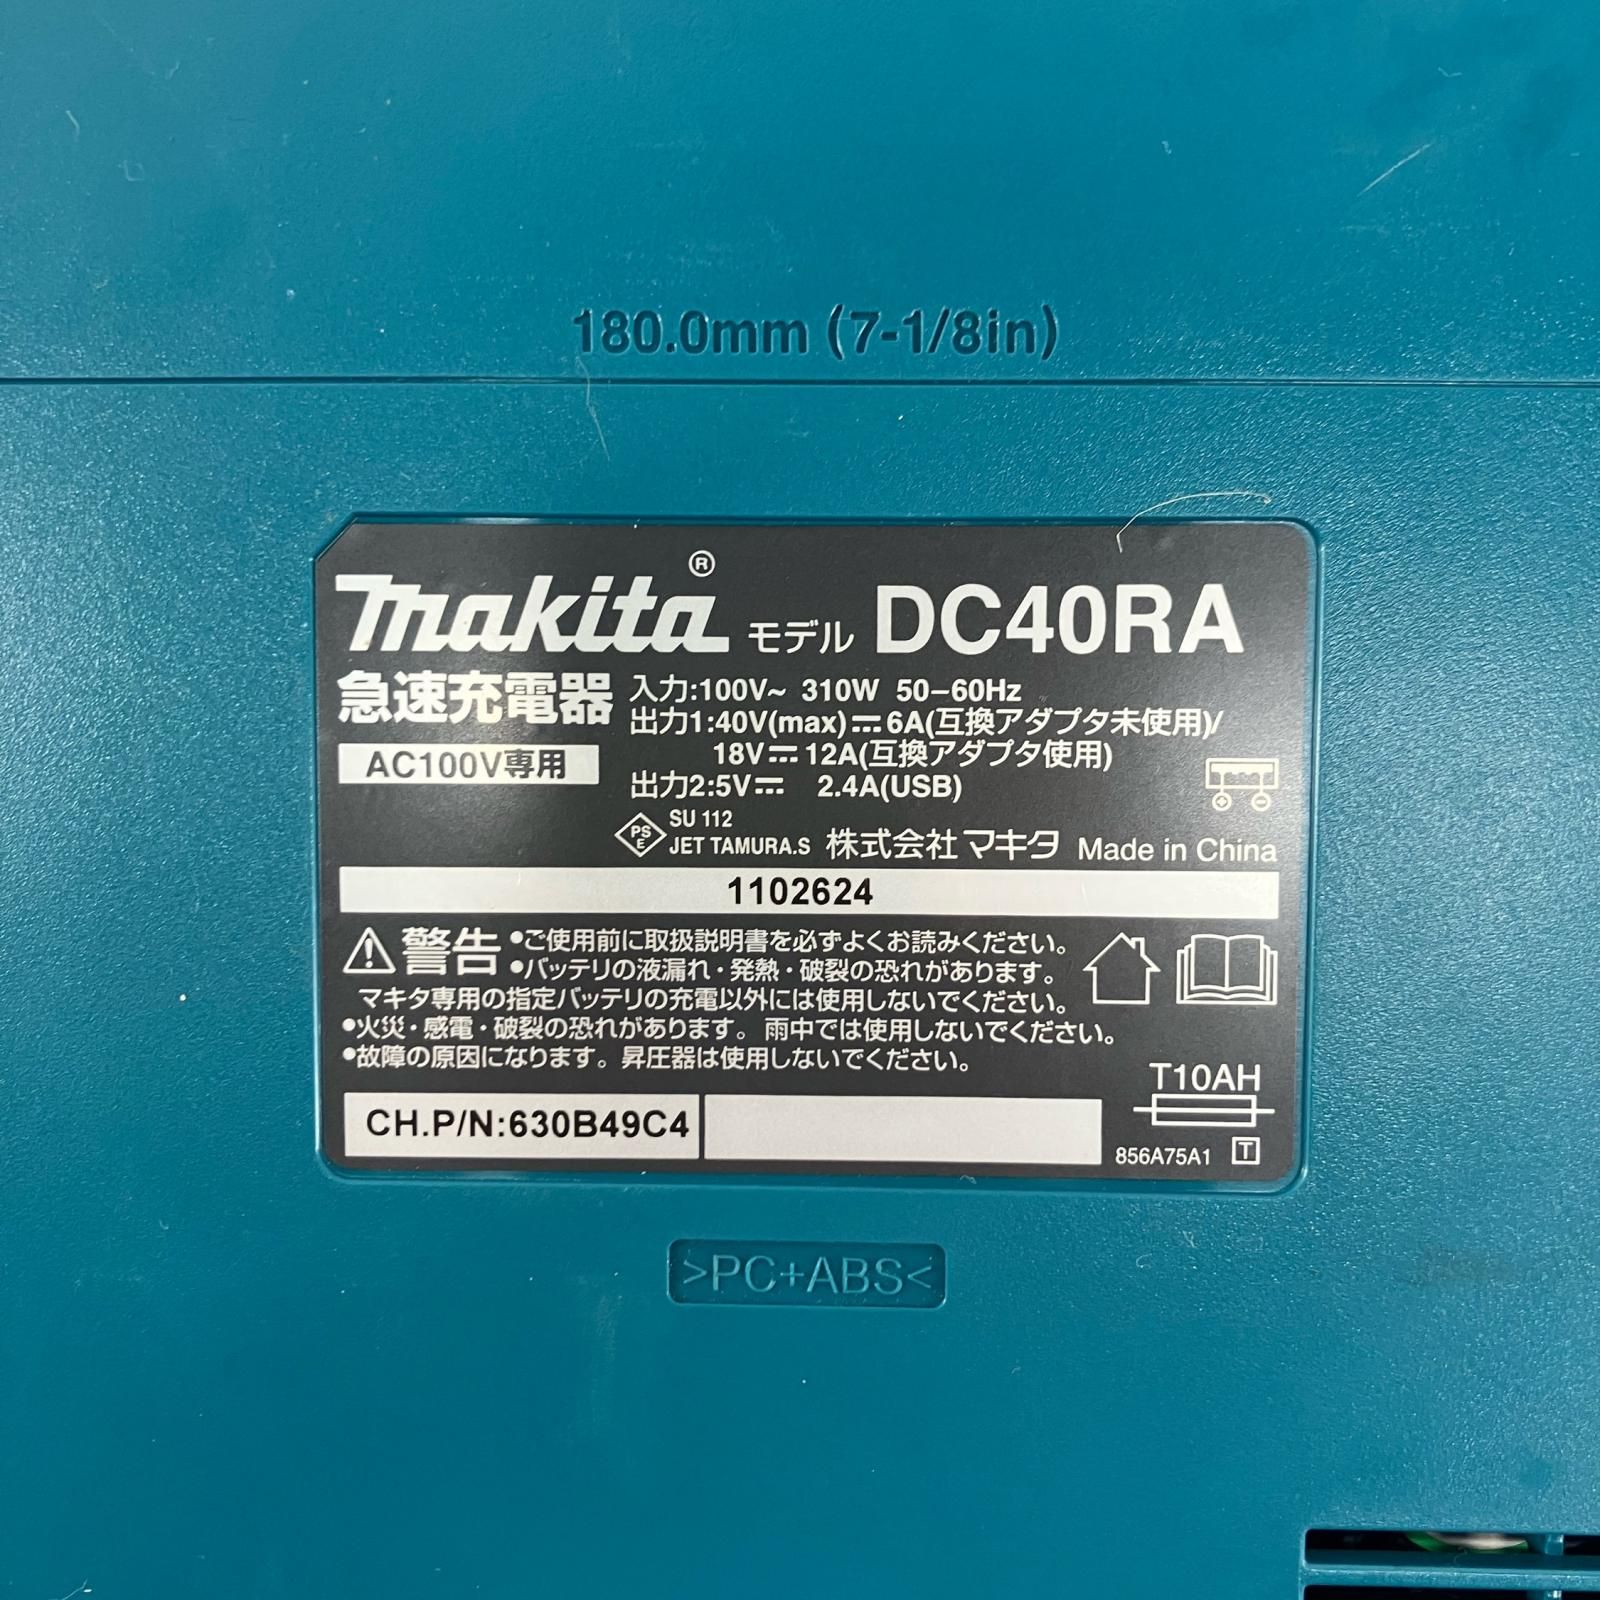 180.0mm (7-1/8in)
makita® モデル DC40RA
急速充電器
AC100V専用
入力:100V~ 310W 50-60Hz
出力1:40V(max)⎓6A(互換アダプタ未使用)/
18V⎓12A(互換アダプタ使用)
出力2:5V⎓ 2.4A(USB)
PS
E
SU 112
JET TAMURA.S 株式会社マキタ Made in China
1102624
警告 •ご使用前に取扱説明書を必ずよくお読みください。
•バッテリの液漏れ・発熱・破裂の恐れがあります。
マキタ専用の指定バッテリの充電以外には使用しないでください。
•火災・感電・破裂の恐れがあります。雨中では使用しないでください。
•故障の原因になります。昇圧器は使用しないでください。
T10AH
CH.P/N:630B49C4
856A75A1 T
>PC+ABS<